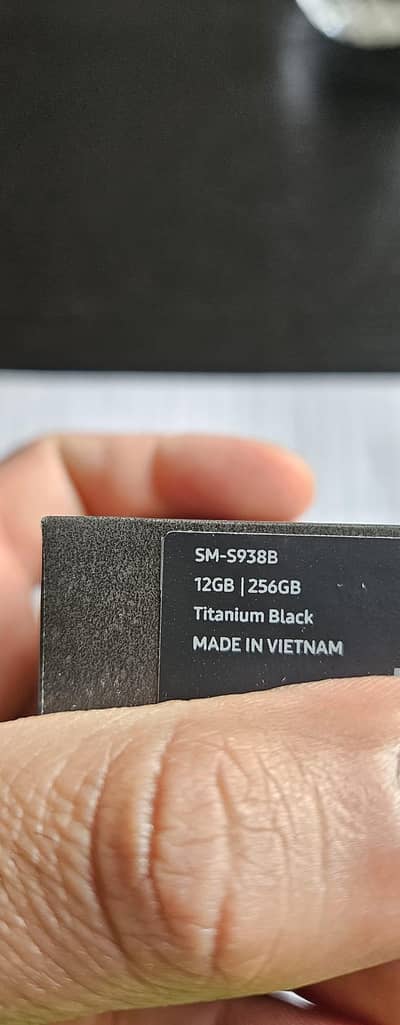 SM-S938B
12GB | 256GB
Titanium Black
MADE IN VIETNAM